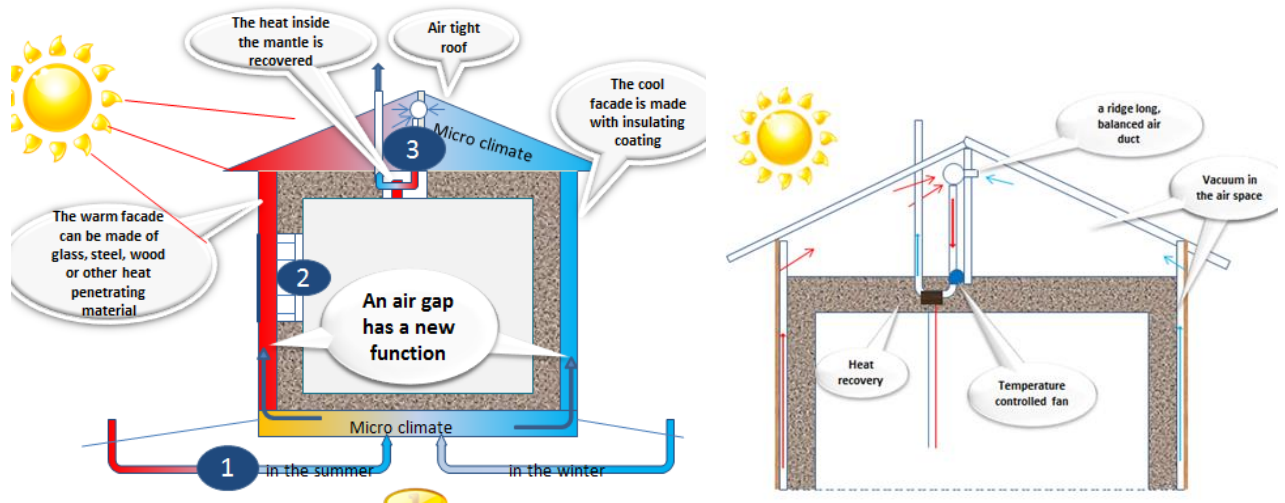 The heat inside
the mantle is
recovered
Air tight
roof
The cool
facade is made
with insulating
coating
Micro climate
3
The warm facade
can be made of
glass, steel, wood
or other heat
penetrating
material
2
An air gap
has a new
function
Micro climate
1
in the summer
in the winter
a ridge long,
balanced air
duct
Vacuum in
the air space
Heat
recovery
Temperature
controlled fan